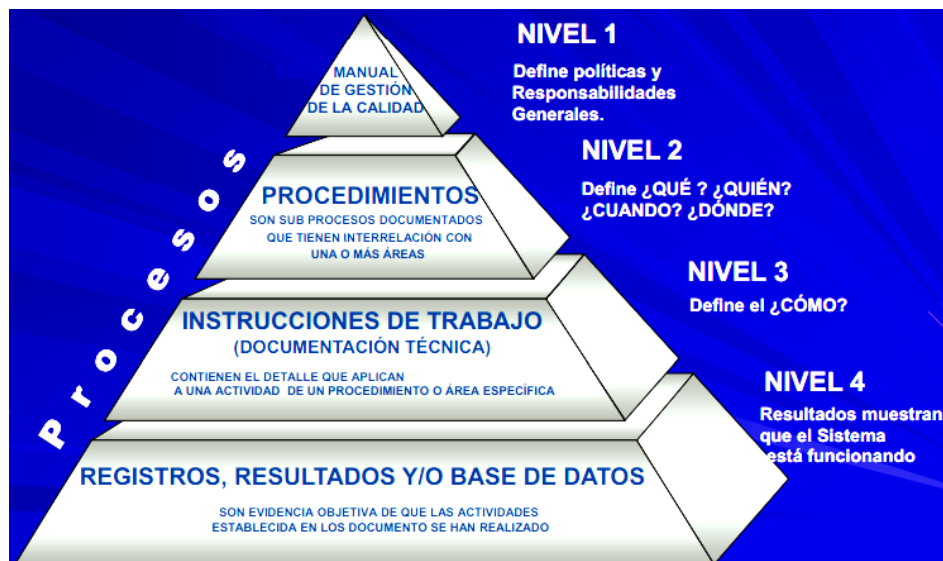 NIVEL 1
MANUAL
DE GESTIÓN
DE LA CALIDAD
Define políticas y
Responsabilidades
Generales.
Procesos
NIVEL 2
PROCEDIMIENTOS
SON SUB PROCESOS DOCUMENTADOS
QUE TIENEN INTERRELACIÓN CON
UNA O MÁS ÁREAS
Define ¿QUÉ ? ¿QUIÉN?
¿CUANDO? ¿DÓNDE?
NIVEL 3
INSTRUCCIONES DE TRABAJO
(DOCUMENTACIÓN TÉCNICA)
CONTIENEN EL DETALLE QUE APLICAN
A UNA ACTIVIDAD DE UN PROCEDIMIENTO O ÁREA ESPECÍFICA
Define el ¿CÓMO?
NIVEL 4
REGISTROS, RESULTADOS Y/O BASE DE DATOS
SON EVIDENCIA OBJETIVA DE QUE LAS ACTIVIDADES
ESTABLECIDA EN LOS DOCUMENTO SE HAN REALIZADO
Resultados muestran
que el Sistema
está funcionando